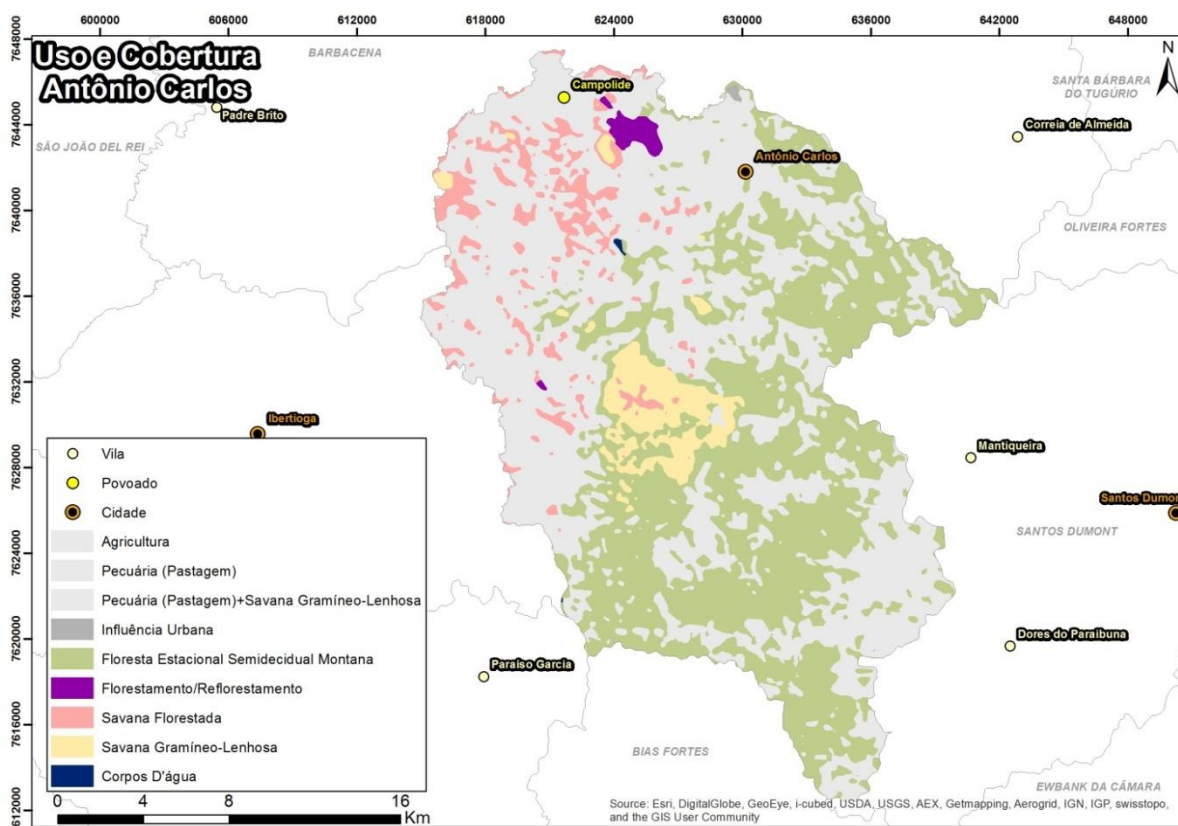 600000 606000 612000 618000 624000 630000 636000 642000 648000
7648000
7644000
7640000
7636000
7632000
7628000
7624000
7620000
7616000
7612000
Uso e Cobertura
Antônio Carlos
BARBACENA
N
Campolide
SANTA BÁRBARA
DO TUGÚRIO
Padre Brito
Correia de Almeida
SÃO JOÃO DEL REI
Antônio Carlos
OLIVEIRA FORTES
Ibertioga
Mantiqueira
Santos Dumon
SANTOS DUMONT
Dores do Paraibuna
Paraíso Garcia
BIAS FORTES
EWBANK DA CÂMARA
Vila
Povoado
Cidade
Agricultura
Pecuária (Pastagem)
Pecuária (Pastagem)+Savana Gramíneo-Lenhosa
Influência Urbana
Floresta Estacional Semidecidual Montana
Florestamento/Reflorestamento
Savana Florestada
Savana Gramíneo-Lenhosa
Corpos D'água
0 4 8 16
Km
Source: Esri, DigitalGlobe, GeoEye, i-cubed, USDA, USGS, AEX, Getmapping, Aerogrid, IGN, IGP, swisstopo,
and the GIS User Community